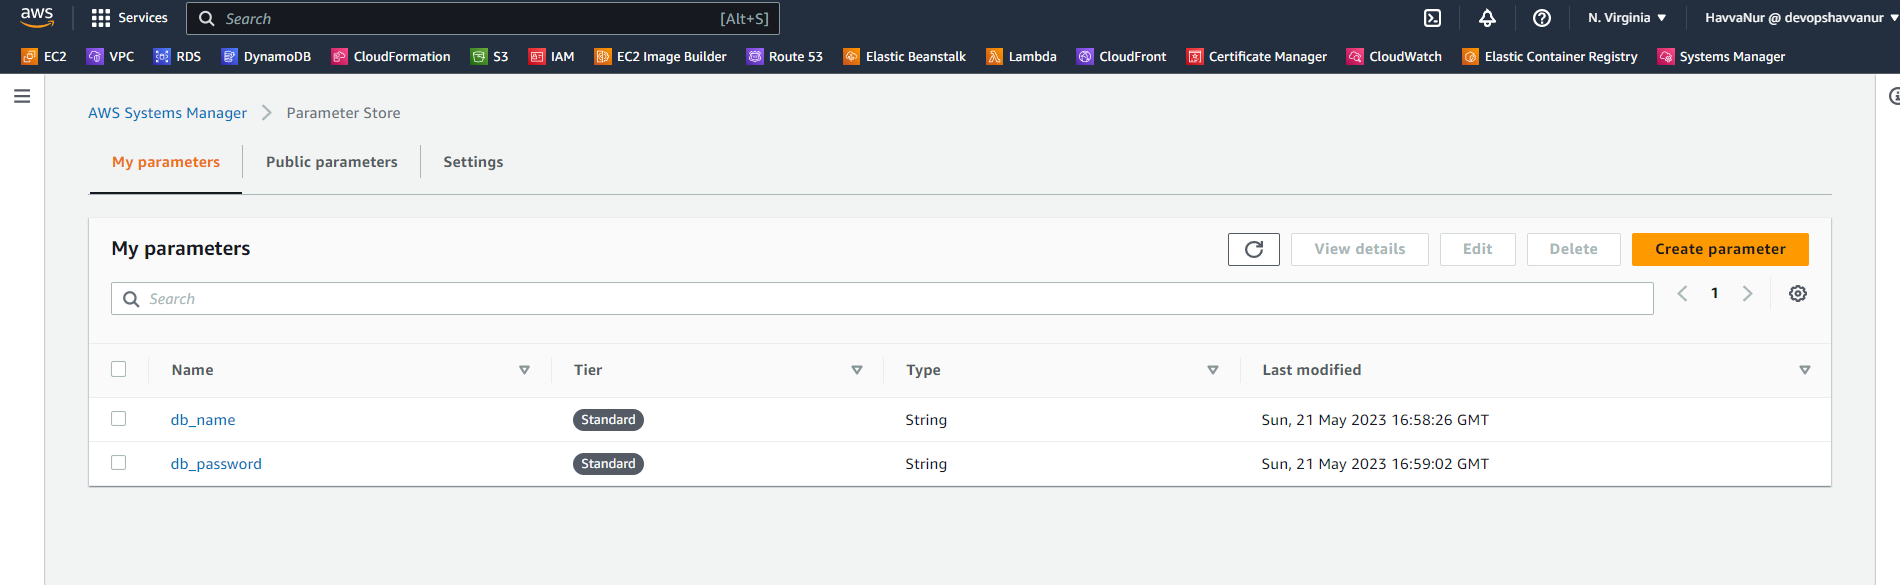 aws Services Search [Alt+S] N. Virginia HavvaNur @ devopshavvanur
EC2 VPC RDS DynamoDB CloudFormation S3 IAM EC2 Image Builder Route 53 Elastic Beanstalk Lambda CloudFront Certificate Manager CloudWatch Elastic Container Registry Systems Manager
AWS Systems Manager Parameter Store
My parameters Public parameters Settings
My parameters View details Edit Delete Create parameter
Search 1
Name Tier Type Last modified
db_name Standard String Sun, 21 May 2023 16:58:26 GMT
db_password Standard String Sun, 21 May 2023 16:59:02 GMT